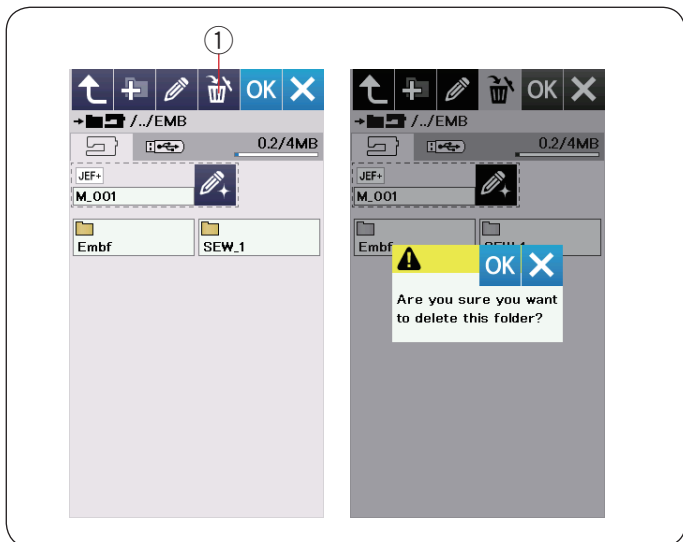 1
OK
/../EMB
0.2/4MB
JEF+
M_001
Embf
SEW_1
OK
/../EMB
0.2/4MB
JEF+
M_001
Embf
OK
Are you sure you want
to delete this folder?